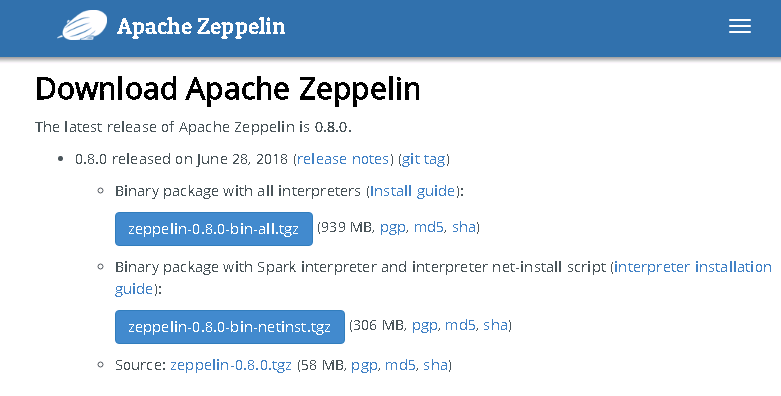 Apache Zeppelin
Download Apache Zeppelin
The latest release of Apache Zeppelin is 0.8.0.
0.8.0 released on June 28, 2018 (release notes) (git tag)
Binary package with all interpreters (Install guide):
zeppelin-0.8.0-bin-all.tgz (939 MB, pgp, md5, sha)
Binary package with Spark interpreter and interpreter net-install script (interpreter installation
guide):
zeppelin-0.8.0-bin-netinst.tgz (306 MB, pgp, md5, sha)
Source: zeppelin-0.8.0.tgz (58 MB, pgp, md5, sha)